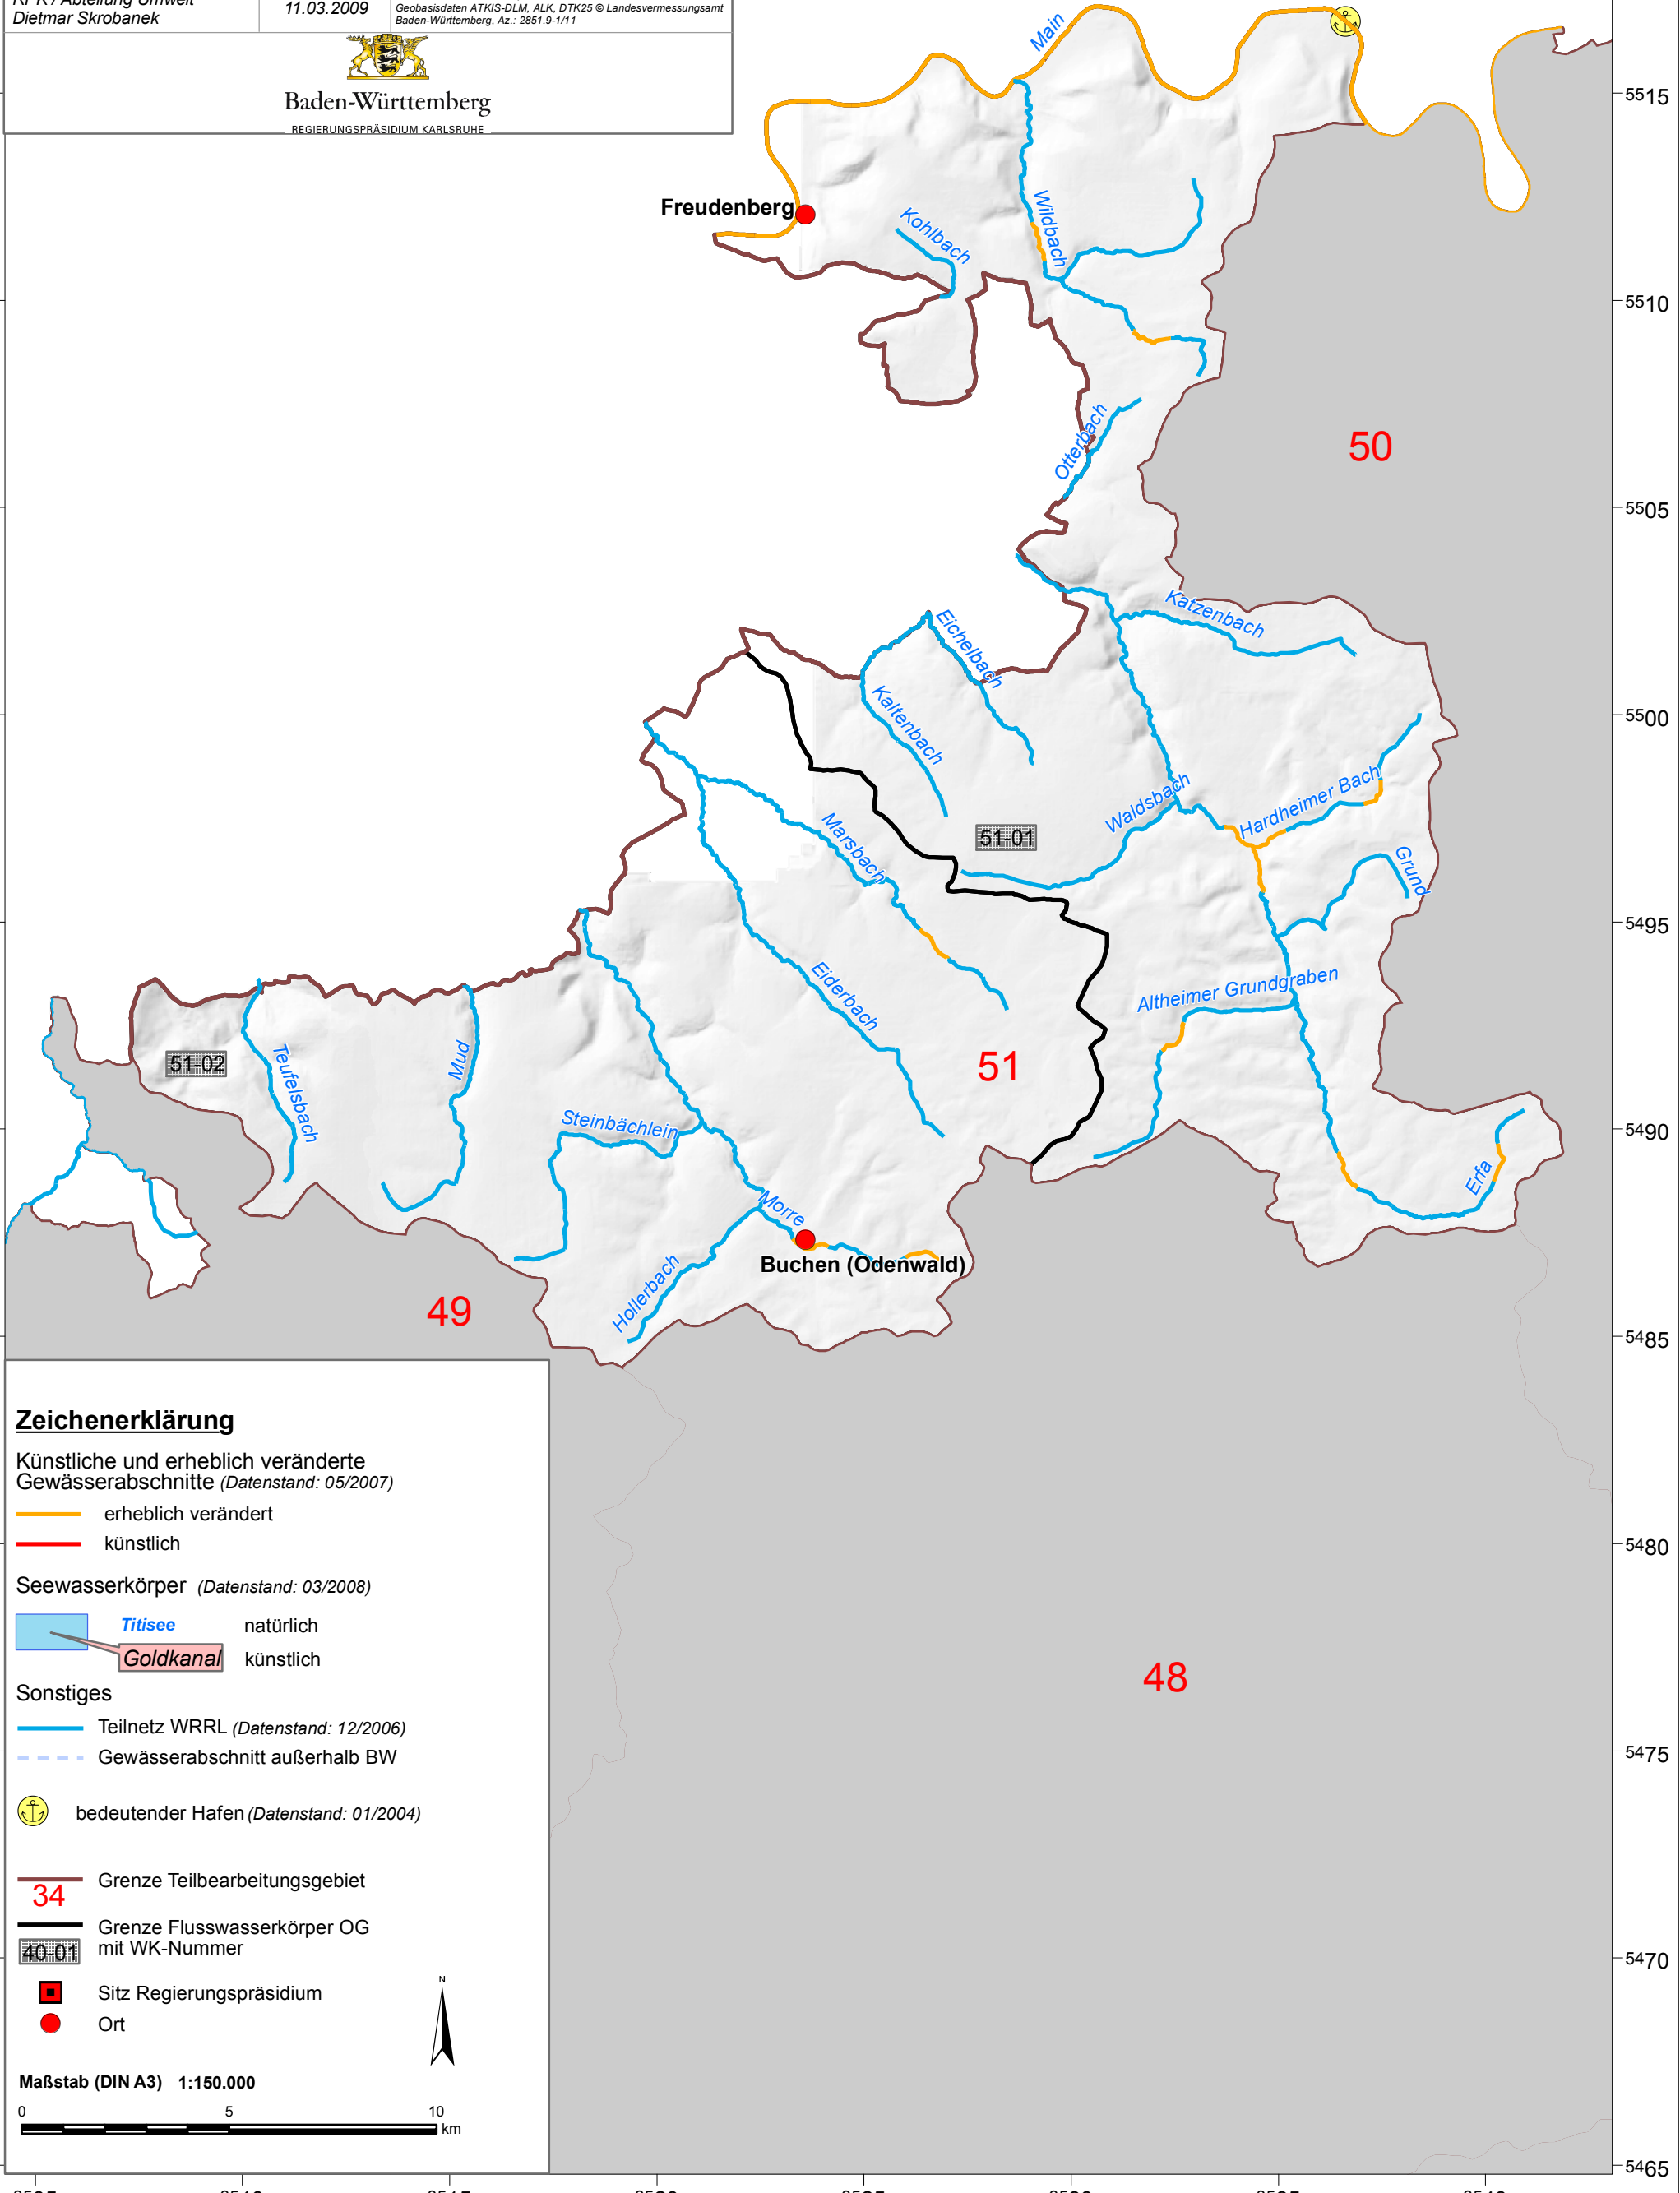 Dietmar Skrobanek
11.03.2009
Geobasisdaten ATKIS-DLM, ALK, DTK25 © Landesvermessungsamt
Baden-Württemberg, Az.: 2851.9-1/11
Baden-Württemberg
REGIERUNGSPRÄSIDIUM KARLSRUHE
Main
5515
Freudenberg
Kohlbach
Wildbach
5510
Otterbach
50
5505
Katzenbach
Eichelbach
Kaltenbach
5500
Waldsbach
Hardheimer Bach
Marsbach
51-01
Grund
5495
Eiderbach
Altheimer Grundgraben
51-02
Teufelsbach
Mud
51
Steinbächlein
5490
Erfa
Morre
Buchen (Odenwald)
Hollerbach
49
5485
Zeichenerklärung
Künstliche und erheblich veränderte
Gewässerabschnitte (Datenstand: 05/2007)
erheblich verändert
künstlich
5480
Seewasserkörper (Datenstand: 03/2008)
Titisee natürlich
Goldkanal künstlich
48
Sonstiges
Teilnetz WRRL (Datenstand: 12/2006)
Gewässerabschnitt außerhalb BW
5475
bedeutender Hafen (Datenstand: 01/2004)
Grenze Teilbearbeitungsgebiet
34
Grenze Flusswasserkörper OG
mit WK-Nummer
40-01
5470
Sitz Regierungspräsidium
Ort
N
Maßstab (DIN A3) 1:150.000
0 5 10
km
5465